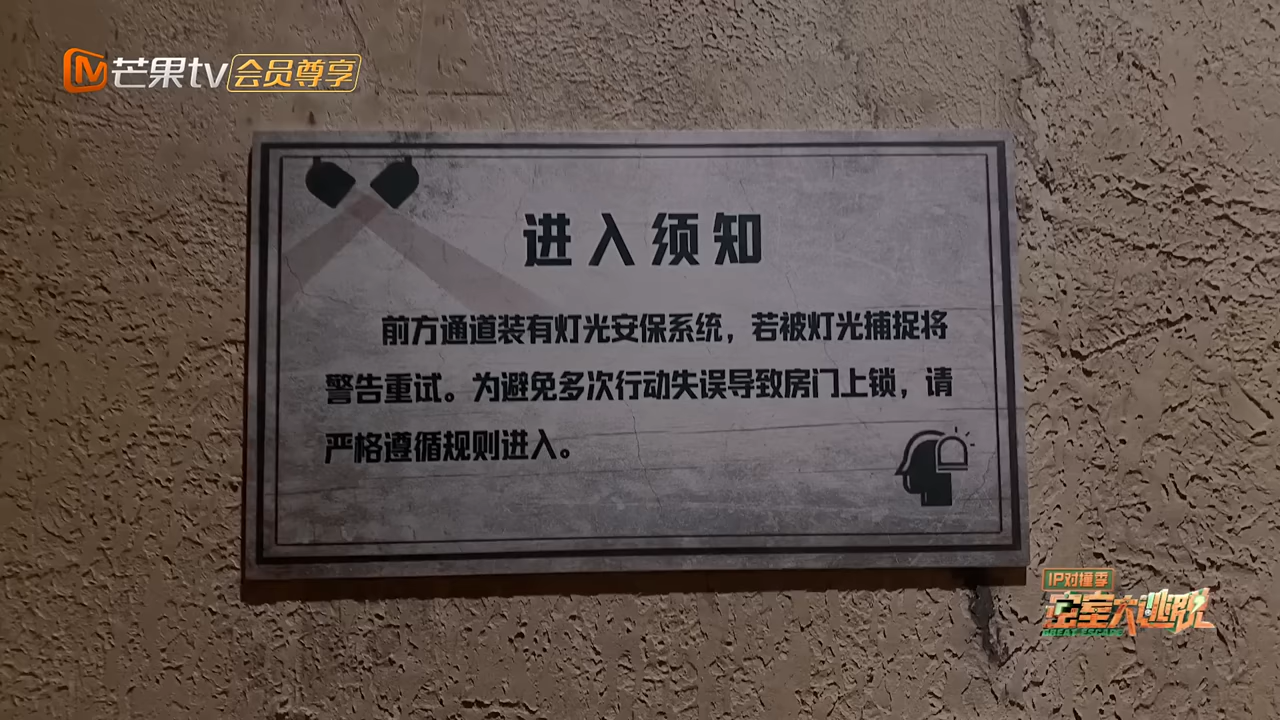 芒果tv会员尊享
进入须知
前方通道装有灯光安保系统，若被灯光捕捉将
警告重试。为避免多次行动失误导致房门上锁，请
严格遵循规则进入。
IP对撞季
密室大逃脱
GREAT ESCAPE